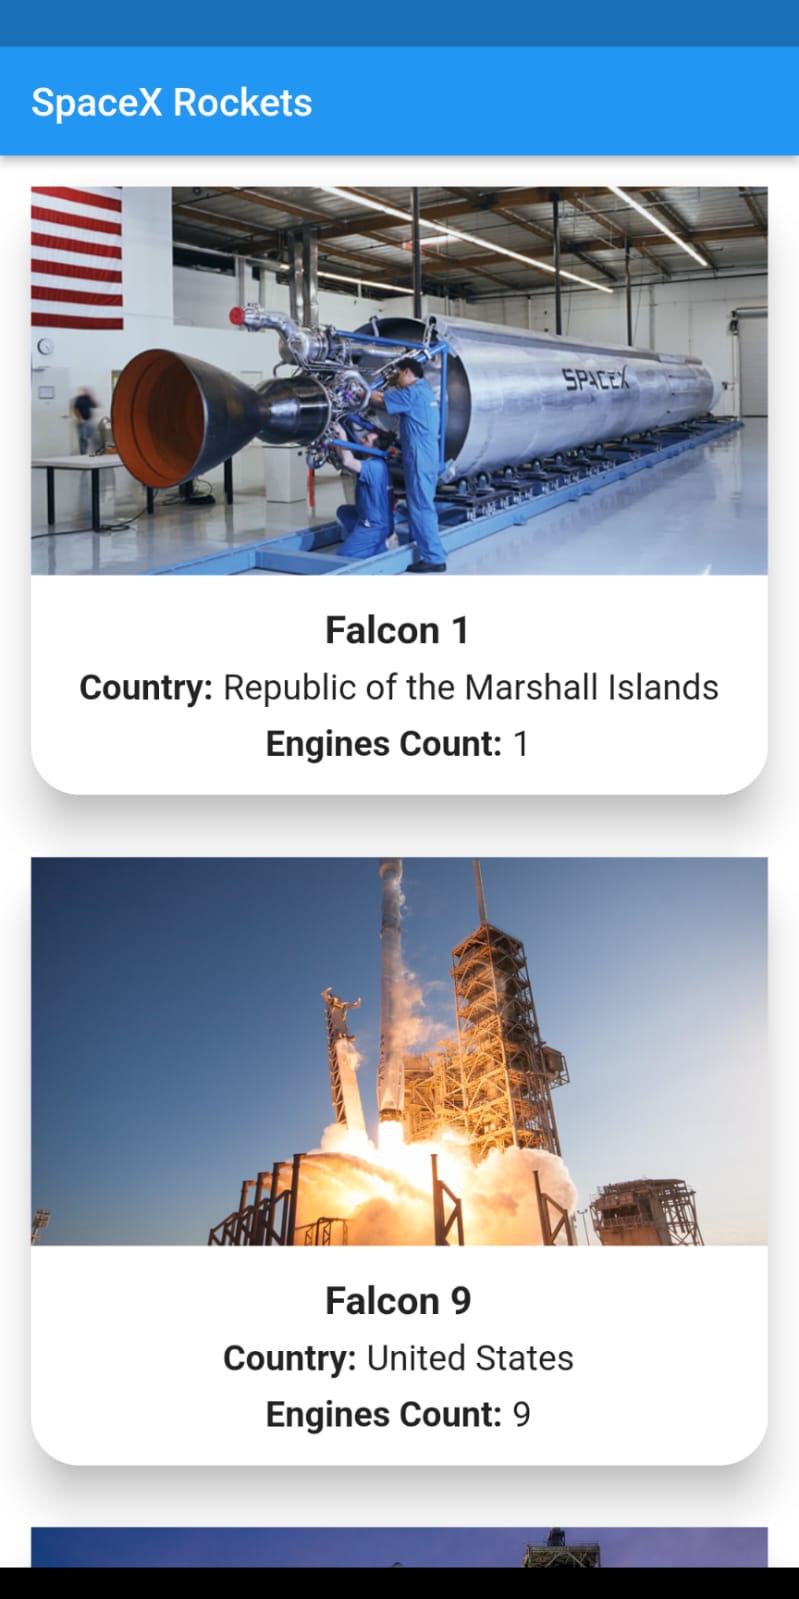 SpaceX Rockets
SPACEX
Falcon 1
Country: Republic of the Marshall Islands
Engines Count: 1
Falcon 9
Country: United States
Engines Count: 9